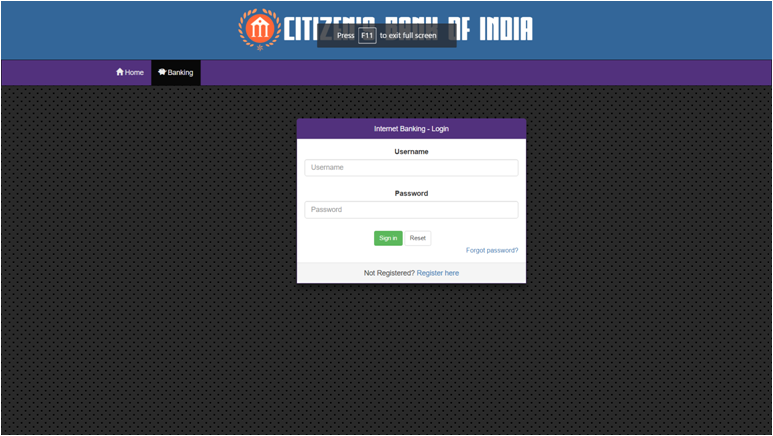 CITIZEN'S BANK OF INDIA
Press F11 to exit full screen
Home Banking
Internet Banking - Login
Username
Username
Password
Password
Sign in Reset
Forgot password?
Not Registered? Register here